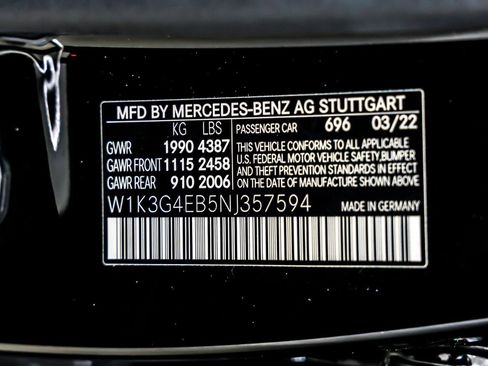 MFD BY MERCEDES-BENZ AG STUTTGART
KG LBS PASSENGER CAR 696 03/22
GVWR 1990 4387 THIS VEHICLE CONFORMS TO ALL APPLICABLE
GAWR FRONT 1115 2458 U.S. FEDERAL MOTOR VEHICLE SAFETY, BUMPER
AND THEFT PREVENTION STANDARDS IN EFFECT
GAWR REAR 910 2006 ON THE DATE OF MANUFACTURE SHOWN ABOVE.
W1K3G4EB5NJ357594 MADE IN GERMANY